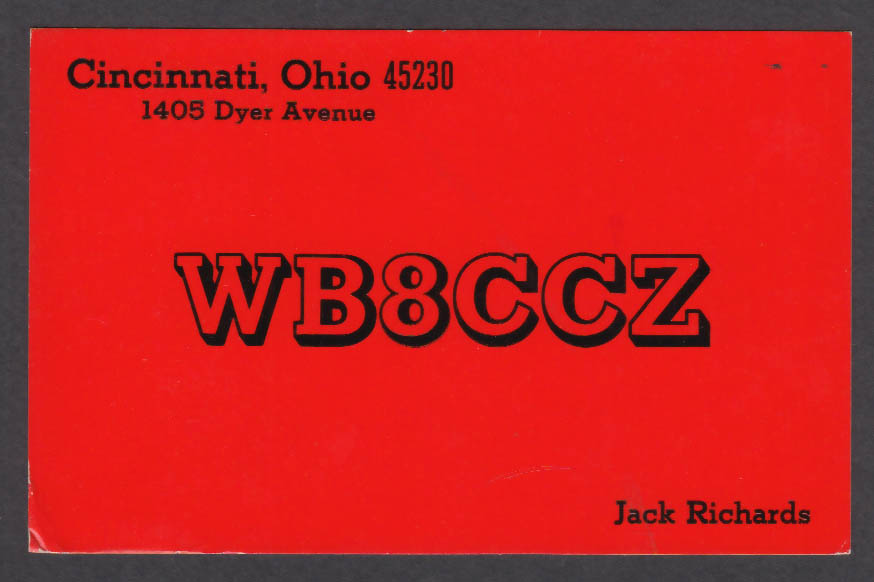 Cincinnati, Ohio 45230
1405 Dyer Avenue
WB8CCZ
Jack Richards